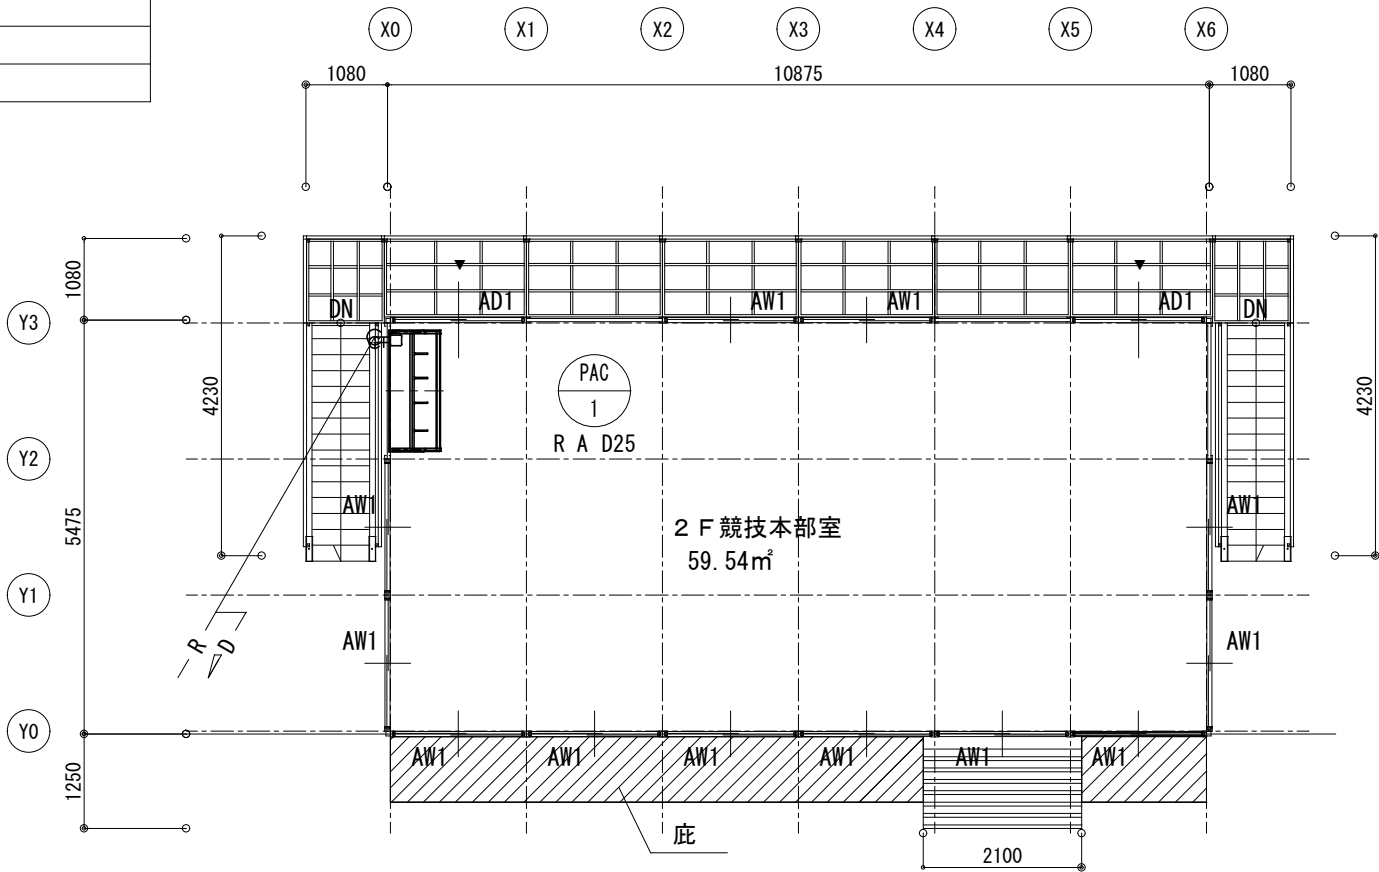 X0 X1 X2 X3 X4 X5 X6
1080 10875 1080
1080
AD1 AW1 AW1 AD1
DN DN
Y3
PAC
1
R A D25
4230 4230
Y2
AW1 AW1
5475
２Ｆ競技本部室
59.54㎡
Y1
R
D
AW1 AW1
Y0
AW1 AW1 AW1 AW1 AW1 AW1
1250
庇
2100